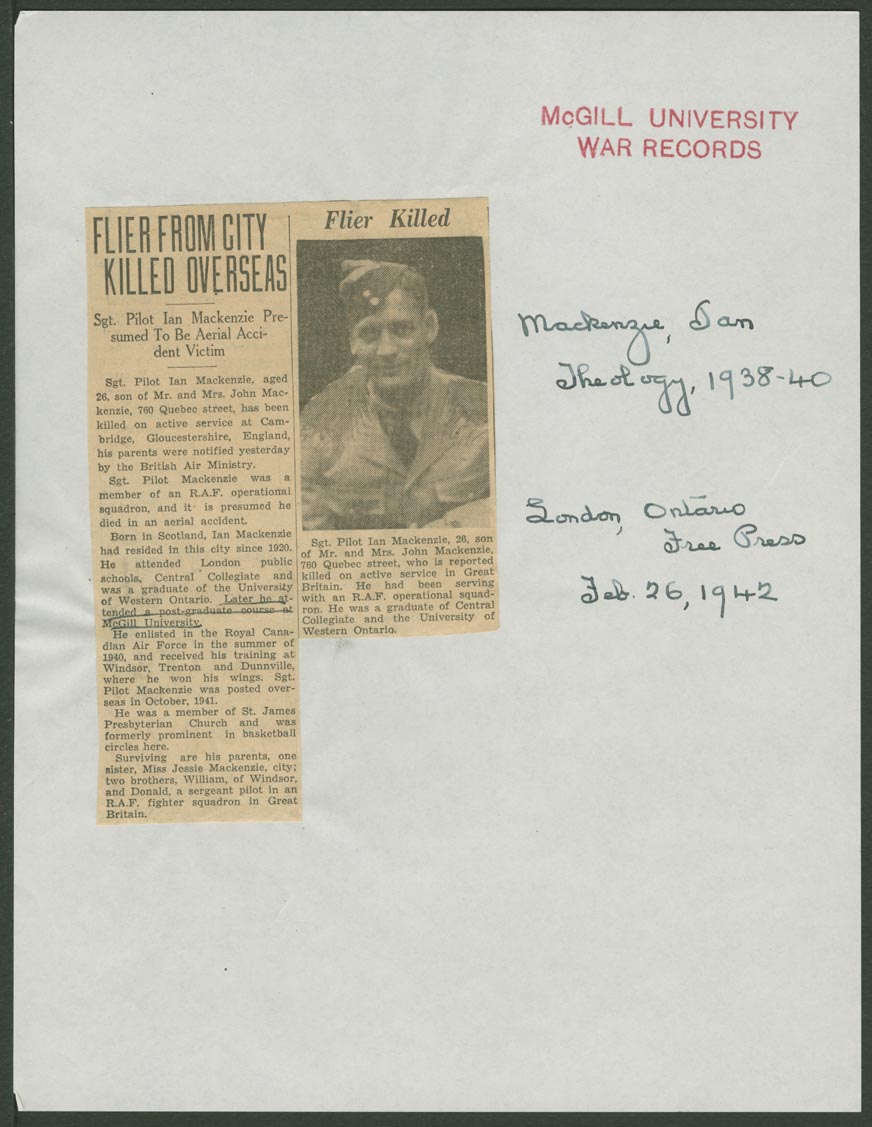 McGILL UNIVERSITY
WAR RECORDS
FLIER FROM CITY
KILLED OVERSEAS
Sgt. Pilot Ian Mackenzie Pre-
sumed To Be Aerial Acci-
dent Victim
Sgt. Pilot Ian Mackenzie, aged
26, son of Mr. and Mrs. John Mac-
kenzie, 760 Quebec street, has been
killed on active service at Cam-
bridge, Gloucestershire, England,
his parents were notified yesterday
by the British Air Ministry.
Sgt. Pilot Mackenzie was a
member of an R.A.F. operational
squadron, and it is presumed he
died in an aerial accident.
Born in Scotland, Ian Mackenzie
had resided in this city since 1920.
He attended London public
schools, Central Collegiate and
was a graduate of the University
of Western Ontario. Later he at-
tended a post-graduate course at
McGill University.
He enlisted in the Royal Cana-
dian Air Force in the summer of
1940, and received his training at
Windsor, Trenton and Dunnville,
where he won his wings. Sgt.
Pilot Mackenzie was posted over-
seas in October, 1941.
He was a member of St. James
Presbyterian Church and was
formerly prominent in basketball
circles here.
Surviving are his parents, one
sister, Miss Jessie Mackenzie, city;
two brothers, William, of Windsor,
and Donald, a sergeant pilot in an
R.A.F. fighter squadron in Great
Britain.
Flier Killed
Sgt. Pilot Ian Mackenzie, 26, son
of Mr. and Mrs. John Mackenzie,
760 Quebec street, who is reported
killed on active service in Great
Britain. He had been serving
with an R.A.F. operational squad-
ron. He was a graduate of Central
Collegiate and the University of
Western Ontario.
Mackenzie, Ian
Theology, 1938-40
London, Ontario
Free Press
Feb. 26, 1942